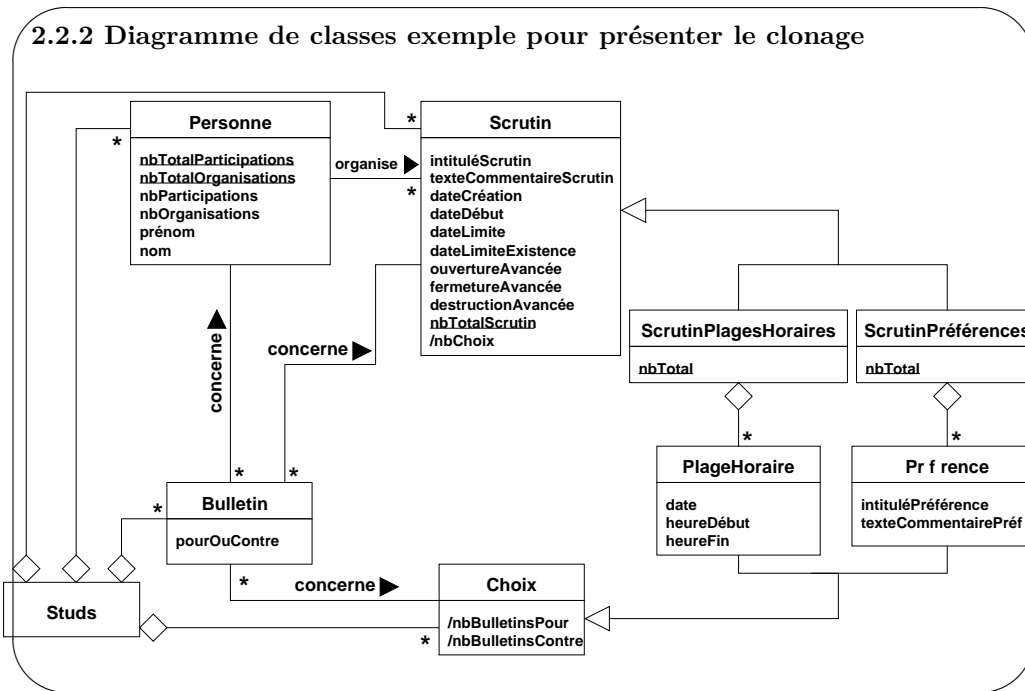 2.2.2 Diagramme de classes exemple pour présenter le clonage
Personne
nbTotalParticipations
nbTotalOrganisations
nbParticipations
nbOrganisations
prénom
nom
*
*
organise
*
Scrutin
intituléScrutin
texteCommentaireScrutin
dateCréation
dateDébut
dateLimite
dateLimiteExistence
ouvertureAvancée
fermetureAvancée
destructionAvancée
nbTotalScrutin
/nbChoix
ScrutinPlagesHoraires
nbTotal
ScrutinPréférences
nbTotal
concerne
concerne
*
*
*
*
PlageHoraire
date
heureDébut
heureFin
Pr f rence
intituléPréférence
texteCommentairePréf
*
Bulletin
pourOuContre
*
concerne
Choix
/nbBulletinsPour
/nbBulletinsContre
Studs
*